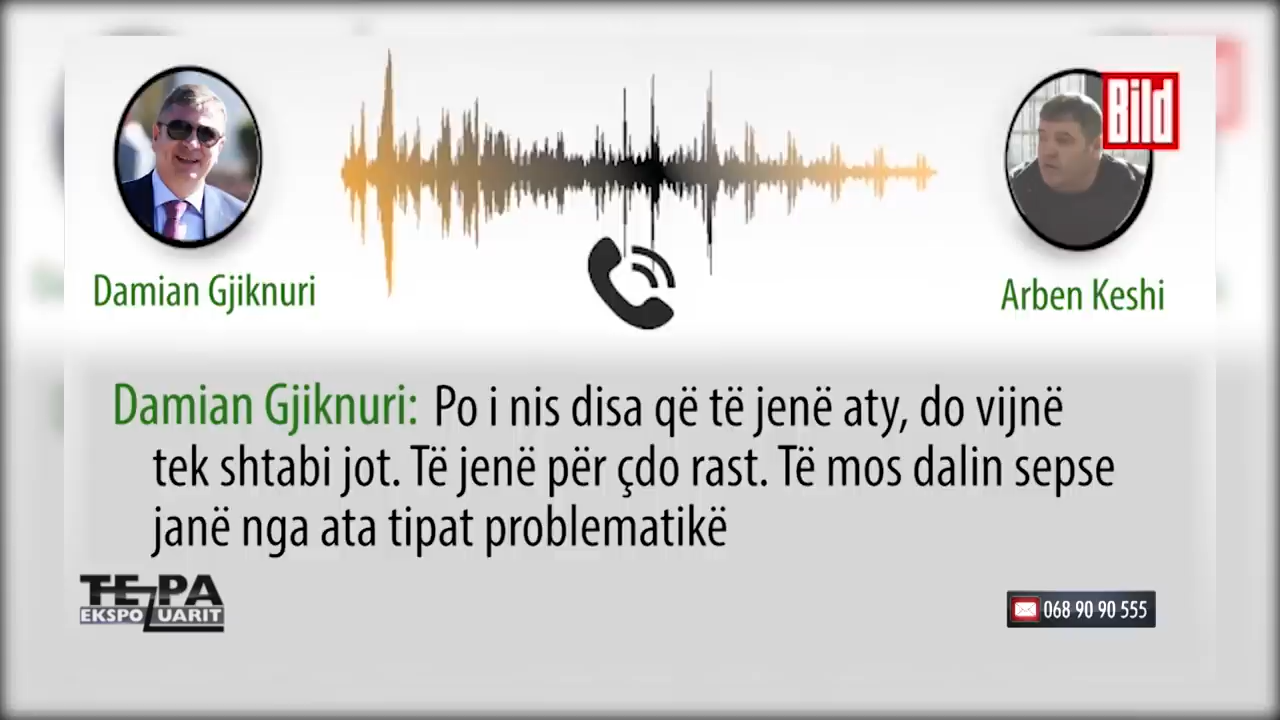 Bild
Damian Gjiknuri
Arben Keshi
Damian Gjiknuri: Po i nis disa që të jenë aty, do vijnë
tek shtabi jot. Të jenë për çdo rast. Të mos dalin sepse
janë nga ata tipat problematikë
TE PA
EKSPOZUARIT
068 90 90 555